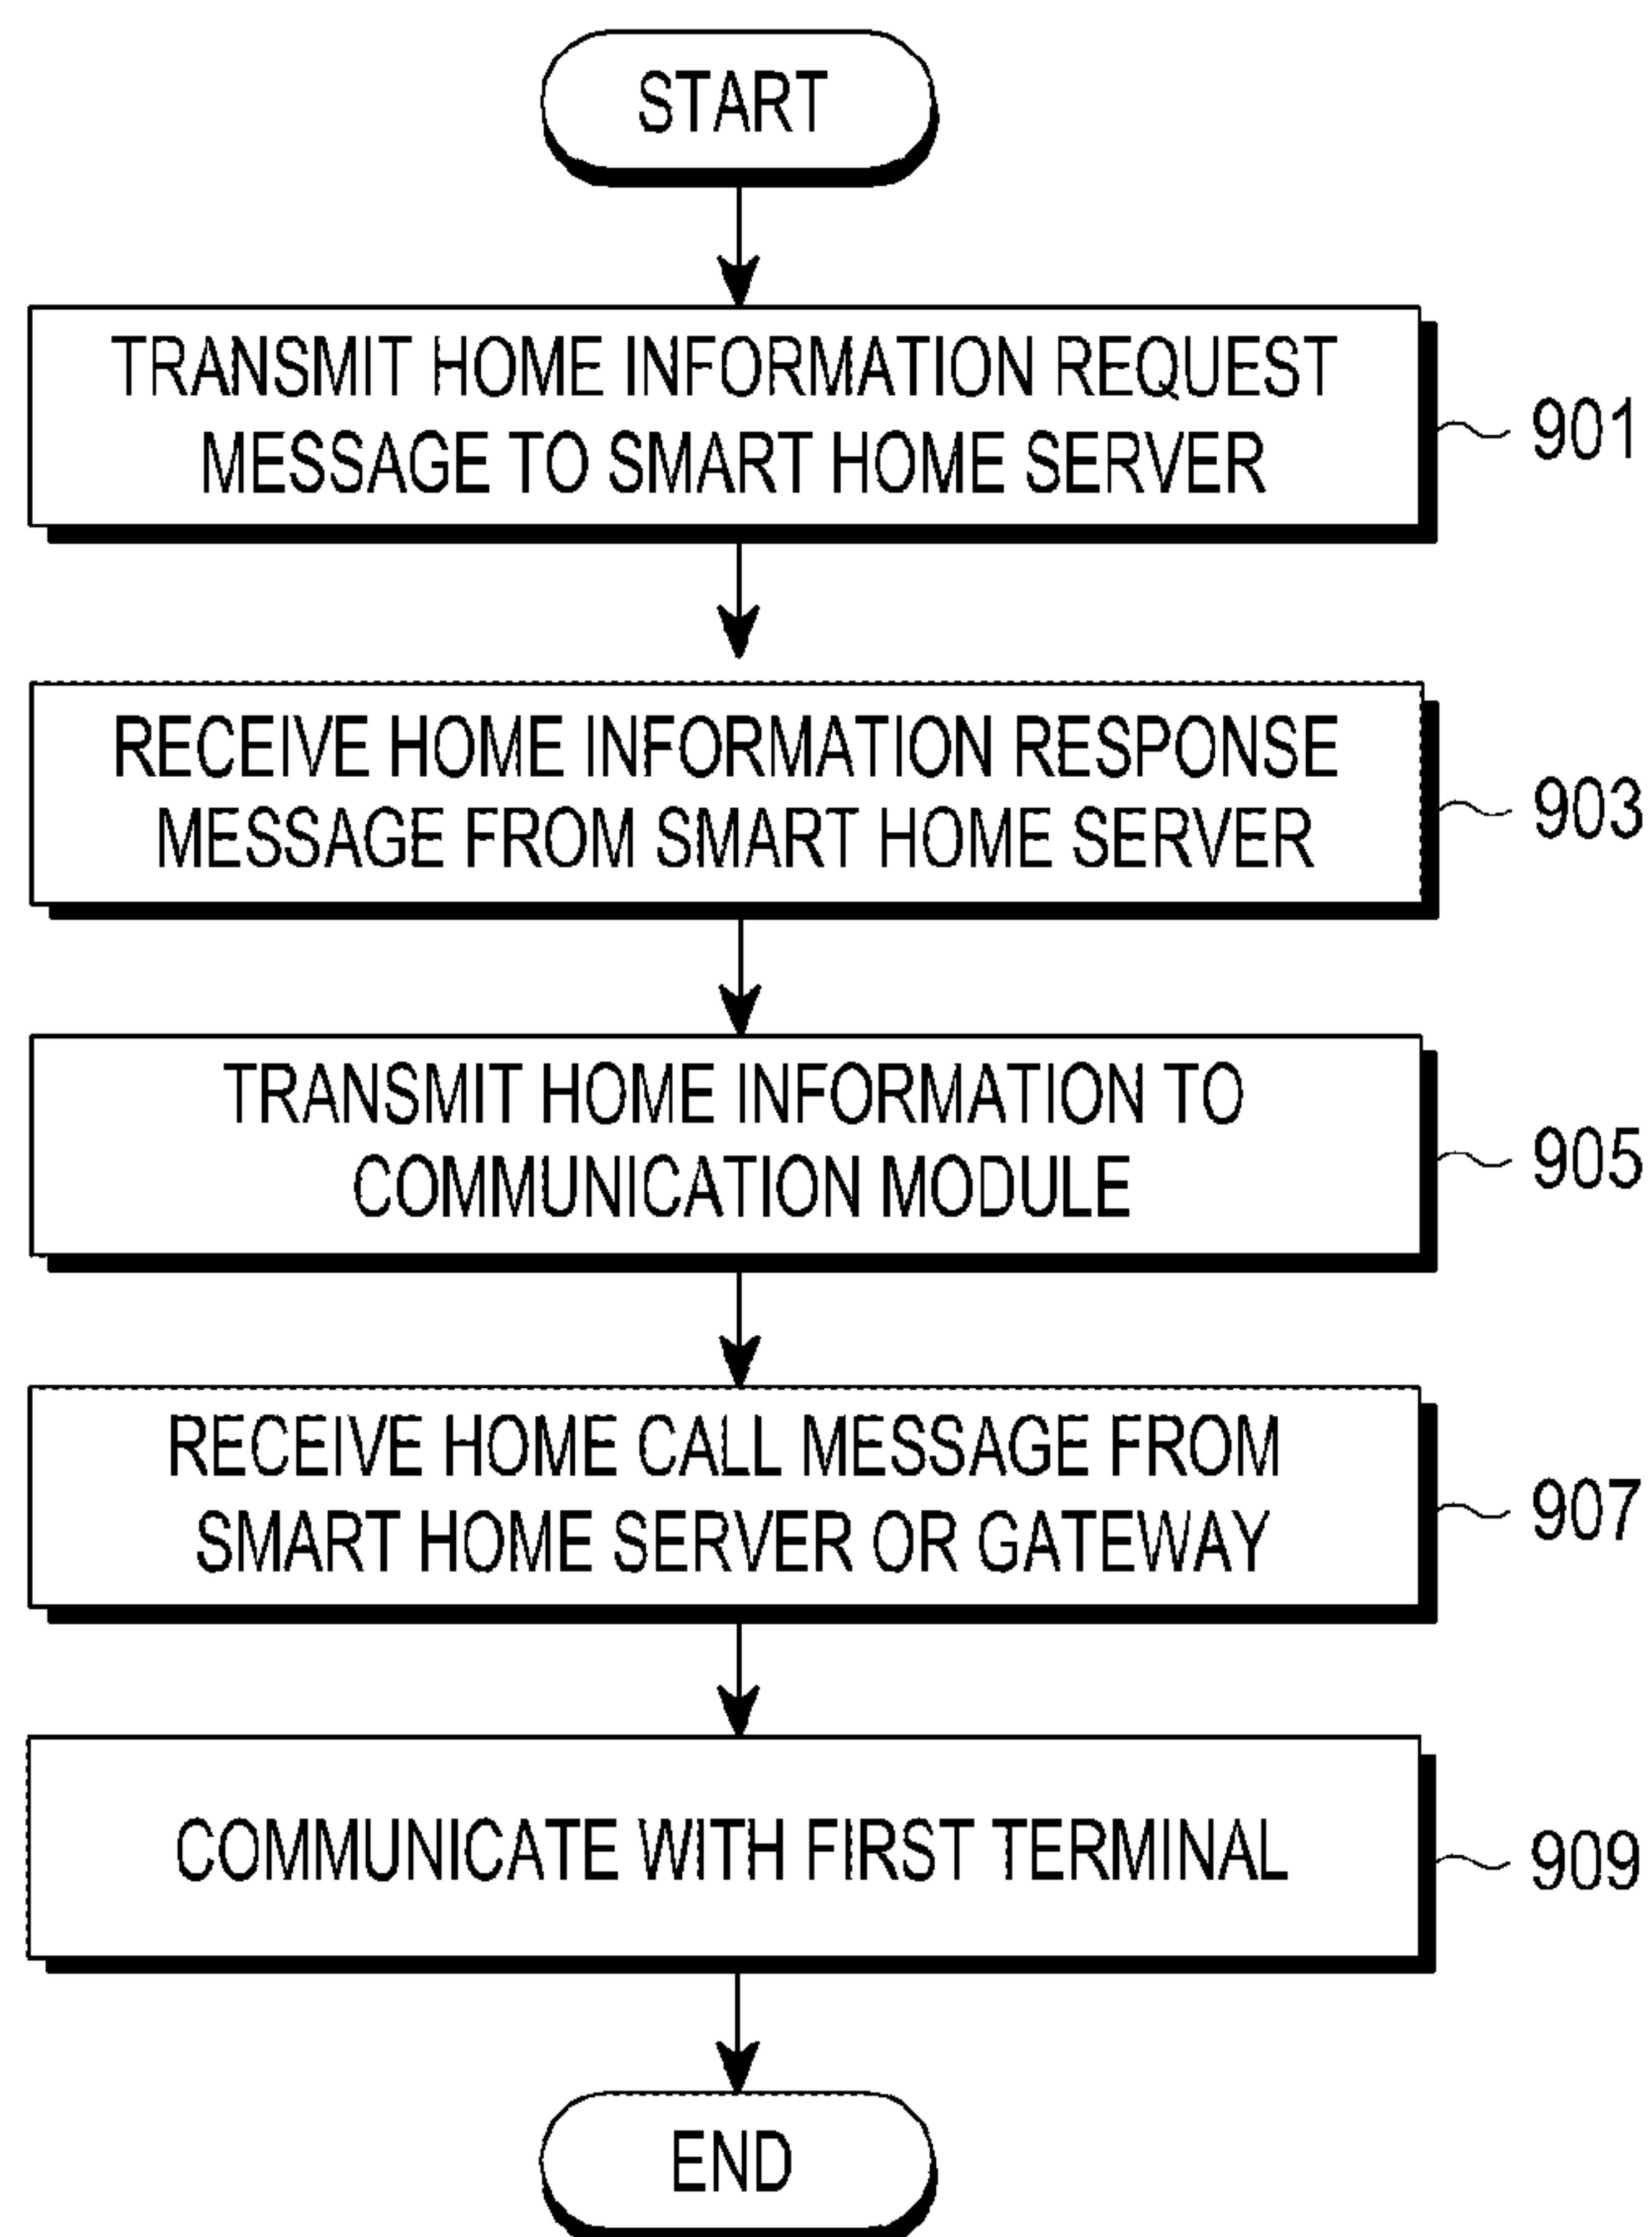 START
TRANSMIT HOME INFORMATION REQUEST
MESSAGE TO SMART HOME SERVER
901
RECEIVE HOME INFORMATION RESPONSE
MESSAGE FROM SMART HOME SERVER
903
TRANSMIT HOME INFORMATION TO
COMMUNICATION MODULE
905
RECEIVE HOME CALL MESSAGE FROM
SMART HOME SERVER OR GATEWAY
907
COMMUNICATE WITH FIRST TERMINAL
909
END